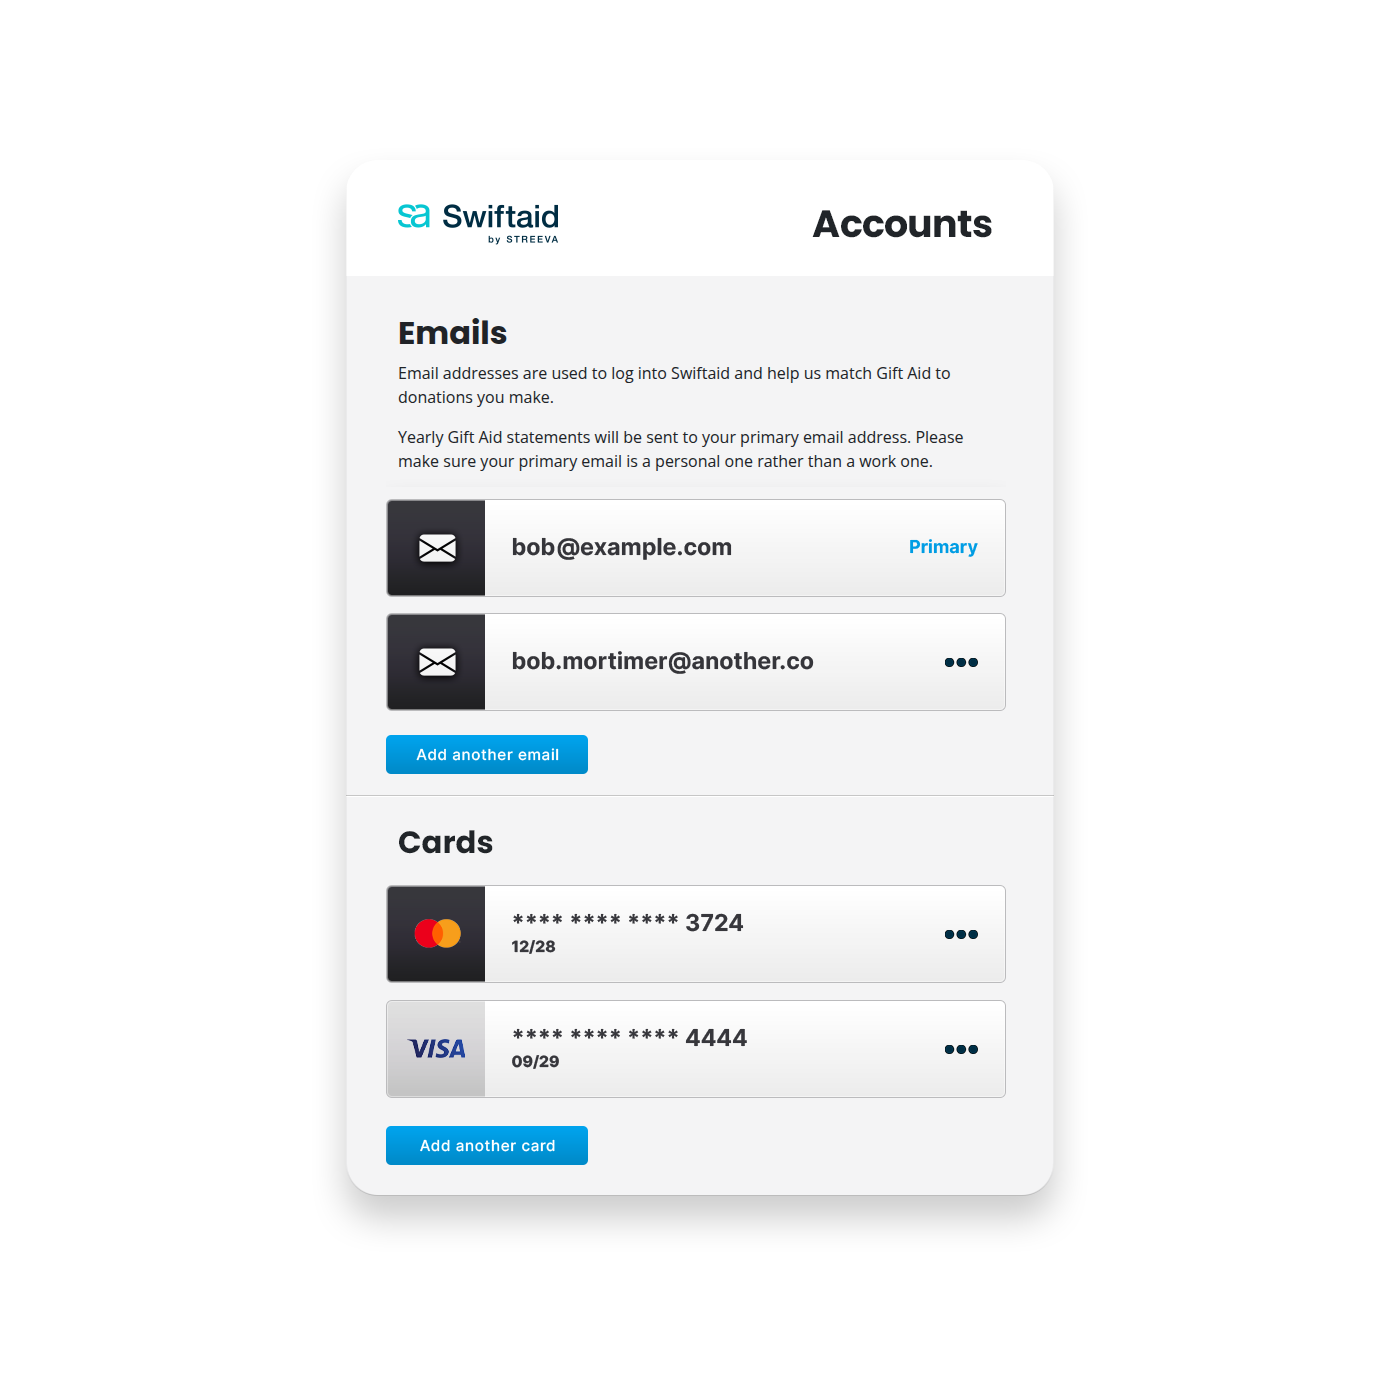 sa Swiftaid
by STREEVA
Accounts
Emails
Email addresses are used to log into Swiftaid and help us match Gift Aid to
donations you make.
Yearly Gift Aid statements will be sent to your primary email address. Please
make sure your primary email is a personal one rather than a work one.
bob@example.com Primary
bob.mortimer@another.co
Add another email
Cards
**** **** **** 3724
12/28
VISA **** **** **** 4444
09/29
Add another card